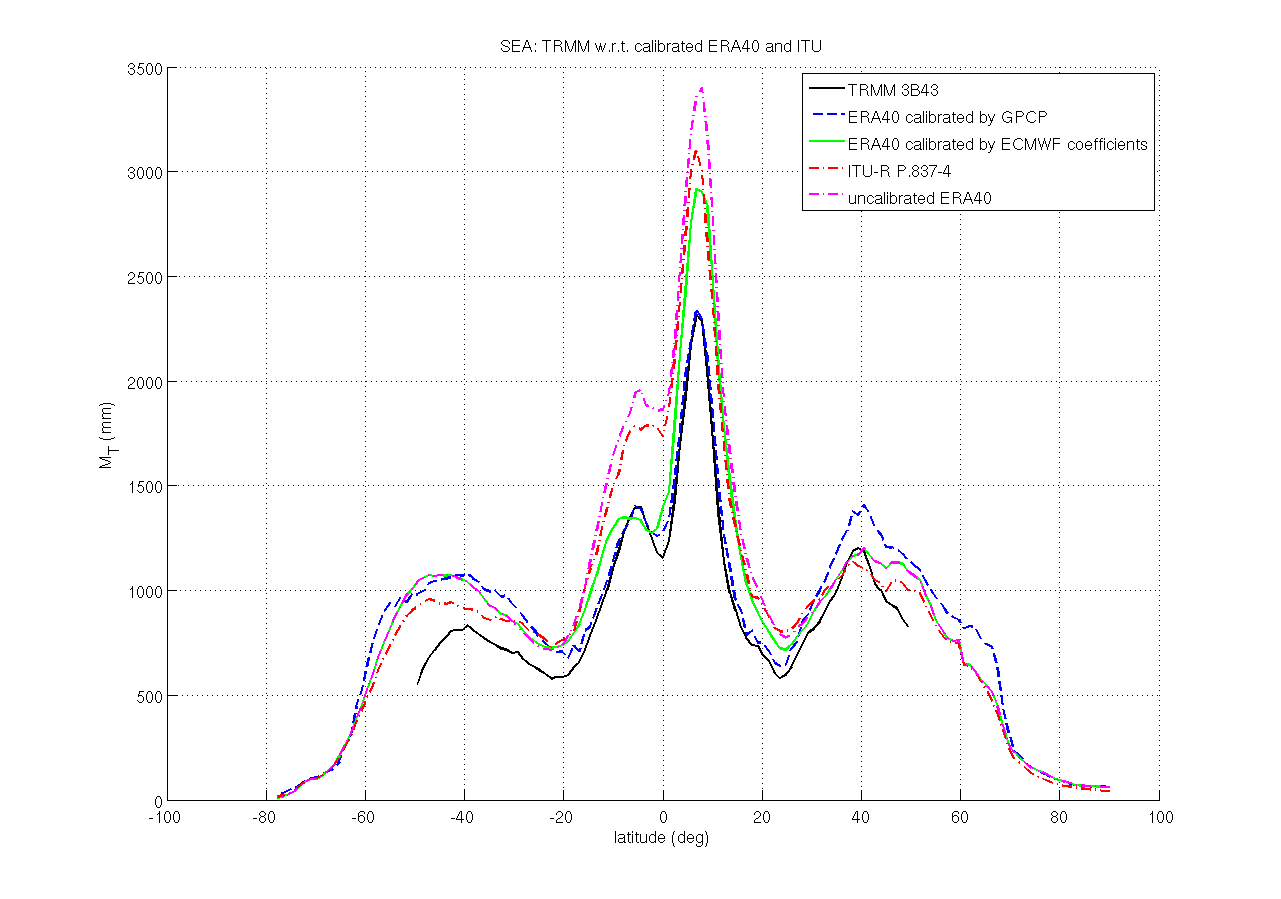 SEA: TRMM w.r.t. calibrated ERA40 and ITU
TRMM 3B43
ERA40 calibrated by GPCP
ERA40 calibrated by ECMWF coefficients
ITU-R P.837-4
uncalibrated ERA40
3500
3000
2500
2000
1500
1000
500
0
M_T (mm)
-100 -80 -60 -40 -20 0 20 40 60 80 100
latitude (deg)